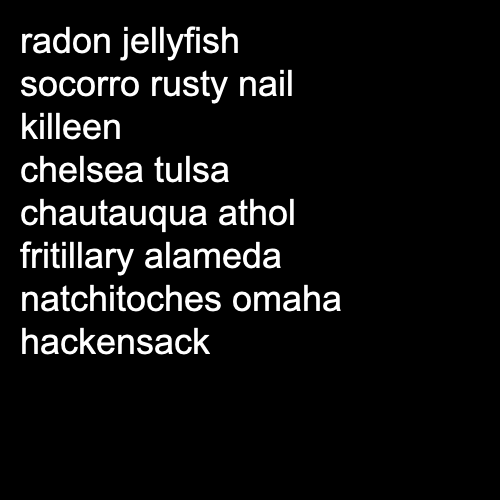 radon jellyfish
socorro rusty nail
killeen
chelsea tulsa
chautauqua athol
fritillary alameda
natchitoches omaha
hackensack